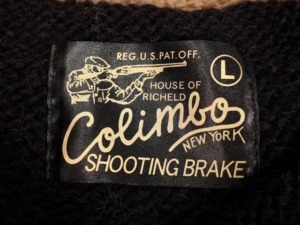 REG.U.S.PAT.OFF.
L
HOUSE OF
RICHELD
Colimbo
NEW YORK
SHOOTING BRAKE